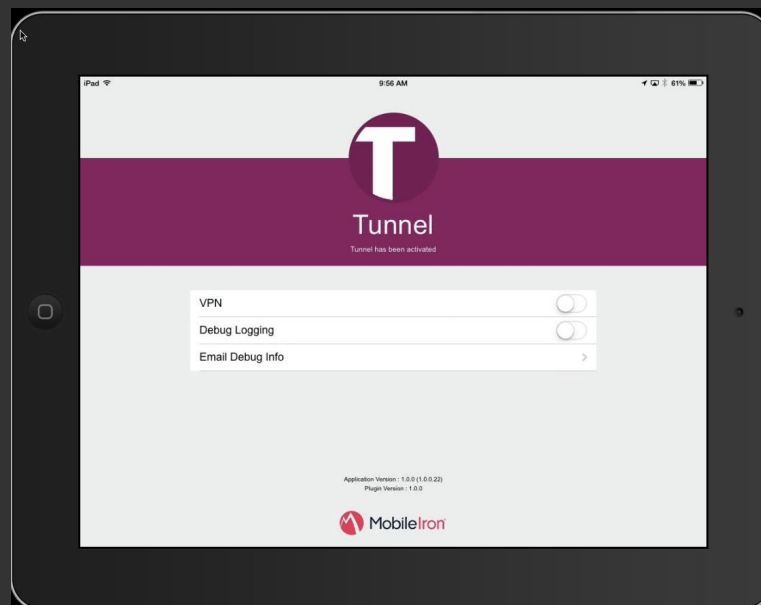 iPad
9:56 AM
61%
T
Tunnel
Tunnel has been activated
VPN
Debug Logging
Email Debug Info
Application Version : 1.0.0 (1.0.0.22)
Plugin Version : 1.0.0
MobileIron